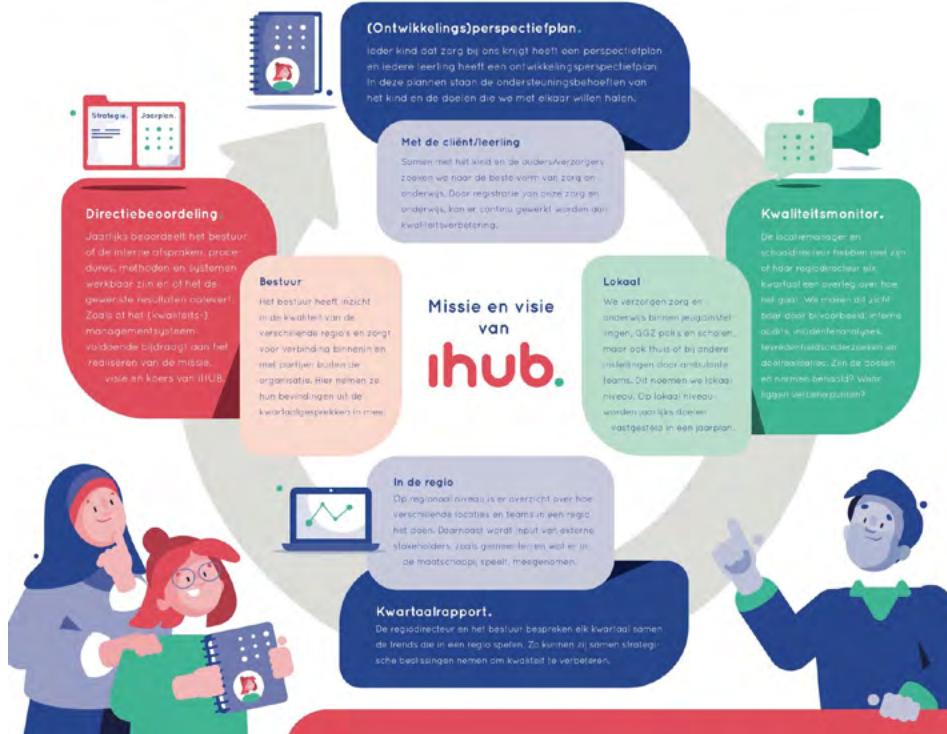 (Ontwikkelings)perspectiefplan.
Ieder kind dat zorg bij ons krijgt heeft een perspectiefplan
en iedere leerling heeft een ontwikkelingsperspectiefplan.
In deze plannen staan de ondersteuningsbehoeften van
het kind en de doelen die we met elkaar willen halen.
Met de cliënt/leerling
Samen met het kind en de ouders/verzorgers
zoeken we naar de beste vorm van zorg en
onderwijs. Door registratie van onze zorg en
onderwijs, kan er continu gewerkt worden aan
kwaliteitsverbetering.
Strategie.
Jaarplan.
Directiebeoordeling.
Jaarlijks beoordeelt het bestuur
of de interne afspraken, proce-
dures, methoden en systemen
werkbaar zijn en of het de
gewenste resultaten oplevert.
Zoals of het (kwaliteits-)
managementsysteem
voldoende bijdraagt aan het
realiseren van de missie,
visie en koers van iHUB.
Bestuur
Het bestuur heeft inzicht
in de kwaliteit van de
verschillende regio's en zorgt
voor verbinding binnenin en
met partijen buiten de
organisatie. Hier nemen ze
hun bevindingen uit de
kwartaalgesprekken in mee.
Missie en visie
van
ihub.
Lokaal
We verzorgen zorg en
onderwijs binnen jeugdinstel-
lingen, GGZ poli's en scholen,
maar ook thuis of bij andere
instellingen door ambulante
teams. Dit noemen we lokaal
niveau. Op lokaal niveau
worden jaarlijks doelen
vastgesteld in een jaarplan.
Kwaliteitsmonitor.
De locatiemanager en
schooldirecteur hebben met zijn
of haar regiodirecteur elk
kwartaal een overleg over hoe
het gaat. We maken dit zicht-
baar door bijvoorbeeld: interne
audits, incidentenanalyses,
tevredenheidsonderzoeken en
doelrealisaties. Zijn de doelen
en normen behaald? Waar
liggen verbeterpunten?
In de regio
Op regionaal niveau is er overzicht over hoe
verschillende locaties en teams in een regio
het doen. Daarnaast wordt input van externe
stakeholders, zoals gemeenten en wat er in
de maatschappij speelt, meegenomen.
Kwartaalrapport.
De regiodirecteur en het bestuur bespreken elk kwartaal samen
de trends die in een regio spelen. Zo kunnen zij samen strategi-
sche beslissingen nemen om kwaliteit te verbeteren.